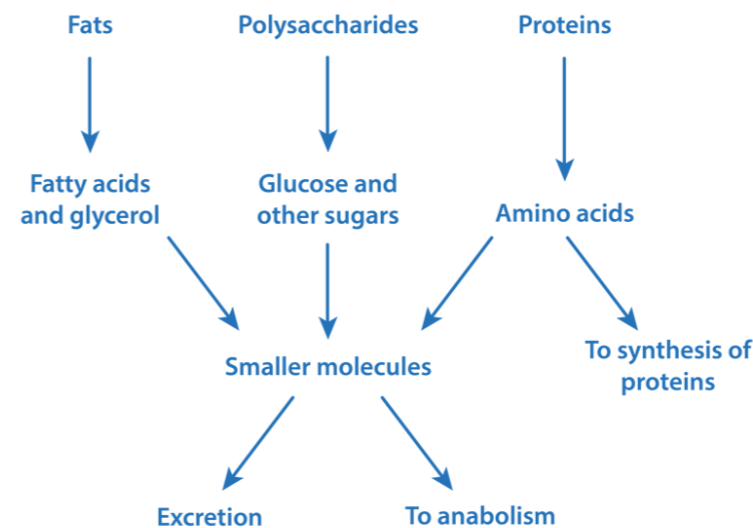 Fats
Polysaccharides
Proteins
Fatty acids
and glycerol
Glucose and
other sugars
Amino acids
Smaller molecules
To synthesis of
proteins
Excretion
To anabolism